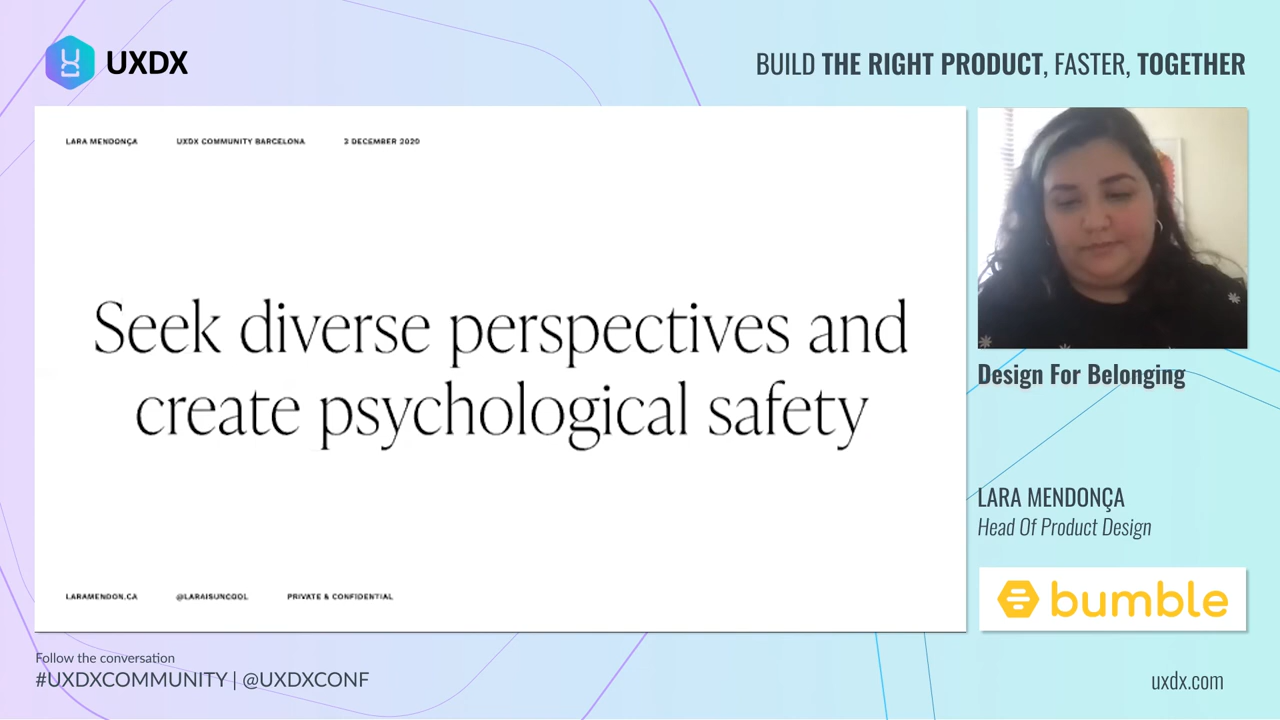 UXDX
BUILD THE RIGHT PRODUCT, FASTER, TOGETHER
LARA MENDONÇA UXDX COMMUNITY BARCELONA 3 DECEMBER 2020
Seek diverse perspectives and
create psychological safety
LARAMENDON.CA @LARAISUNCOOL PRIVATE & CONFIDENTIAL
Design For Belonging
LARA MENDONÇA
Head Of Product Design
bumble
Follow the conversation
#UXDXCOMMUNITY | @UXDXCONF
uxdx.com